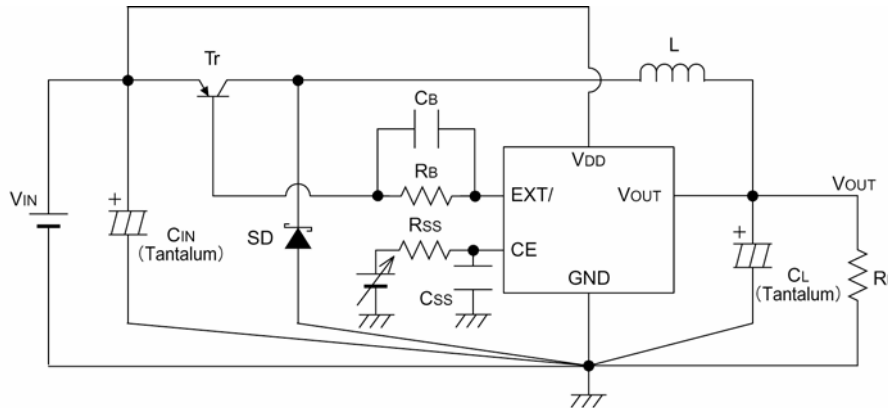 L
Tr
CB
VDD
RB
EXT/
VOUT
VOUT
VIN
+
CIN
(Tantalum)
SD
RSS
CE
CSS
GND
+
CL
(Tantalum)